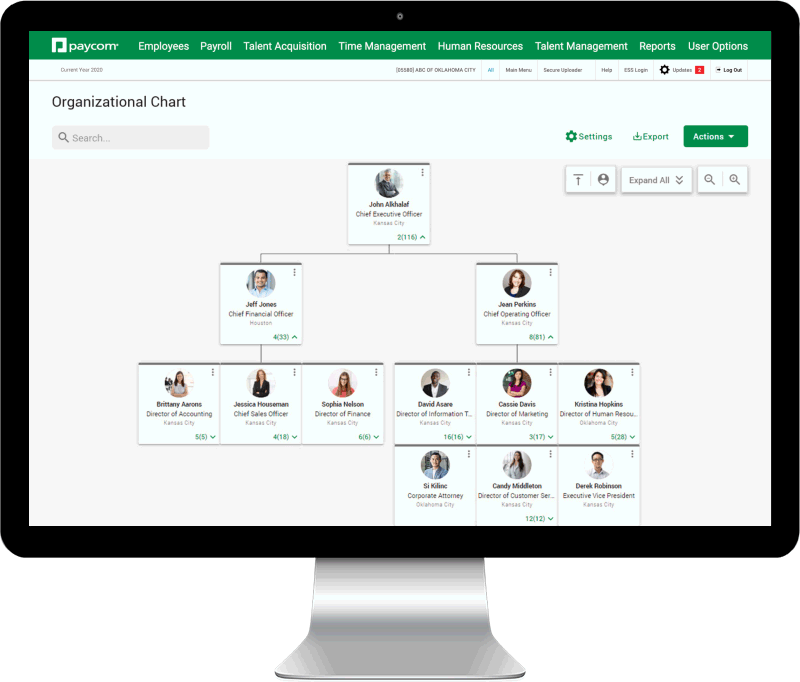 paycom Employees Payroll Talent Acquisition Time Management Human Resources Talent Management Reports User Options
Current Year 2020 [0S580] ABC OF OKLAHOMA CITY All Main Menu Secure Uploader Help ESS Login Updates 2 Log Out
Organizational Chart
Search... Settings Export Actions
Expand All
John Alkhalaf
Chief Executive Officer
Kansas City
2(116)
Jeff Jones Jean Perkins
Chief Financial Officer Chief Operating Officer
Houston Kansas City
4(33) 8(81)
Brittany Aarons Jessica Houseman Sophia Nelson David Asare Cassie Davis Kristina Hopkins
Director of Accounting Chief Sales Officer Director of Finance Director of Information T... Director of Marketing Director of Human Resou...
Kansas City Kansas City Kansas City Kansas City Kansas City Oklahoma City
5(5) 4(18) 6(6) 16(16) 3(17) 5(28)
Si Kilinc Candy Middleton Derek Robinson
Corporate Attorney Director of Customer Ser... Executive Vice President
Oklahoma City Kansas City Kansas City
12(12)